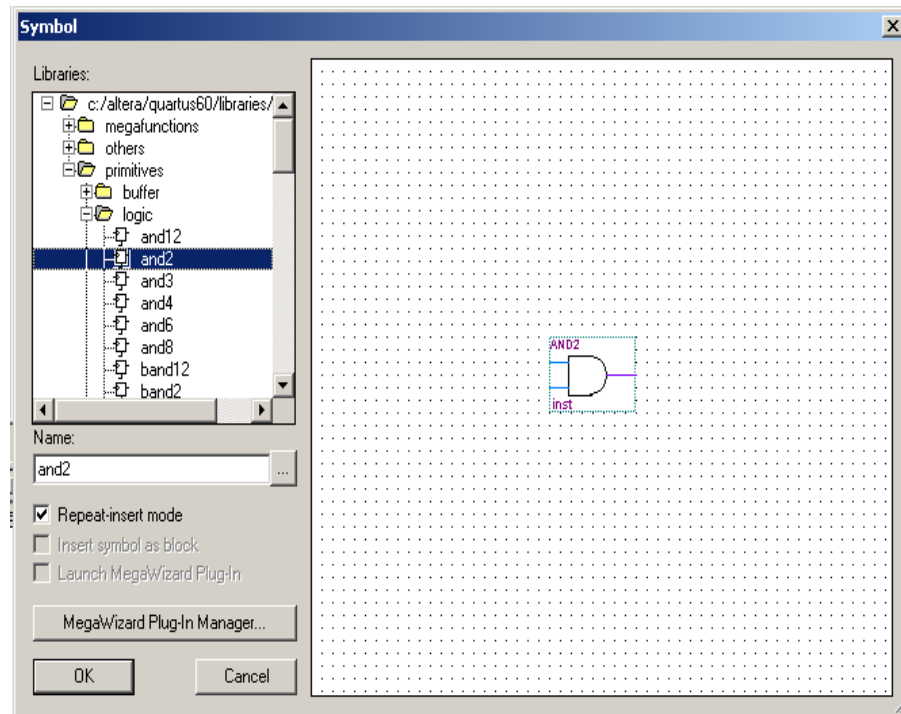 Symbol
Libraries:
c:/altera/quartus60/libraries/
megafunctions
others
primitives
buffer
logic
and12
and2
and3
and4
and6
and8
band12
band2
Name:
and2
...
Repeat-insert mode
Insert symbol as block
Launch MegaWizard Plug-In
MegaWizard Plug-In Manager...
OK
Cancel
AND2
inst